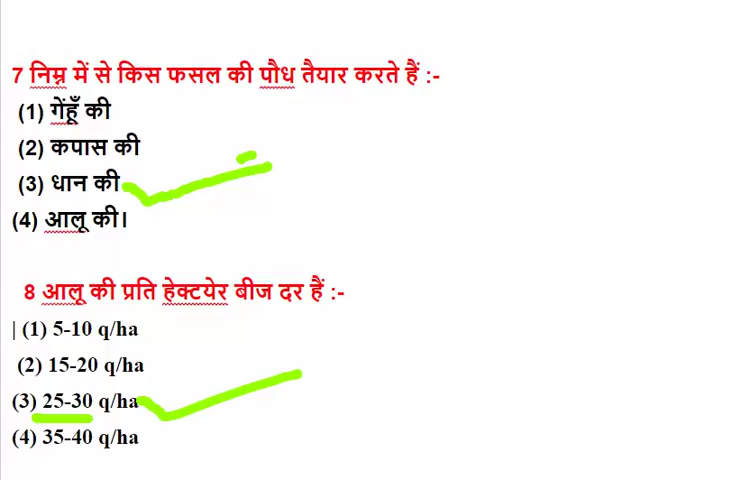 7 निम्न में से किस फसल की पौध तैयार करते हैं :-
(1) गेंहूँ की
(2) कपास की
(3) धान की
(4) आलू की।
8 आलू की प्रति हेक्टयेर बीज दर हैं :-
| (1) 5-10 q/ha
(2) 15-20 q/ha
(3) 25-30 q/ha
(4) 35-40 q/ha